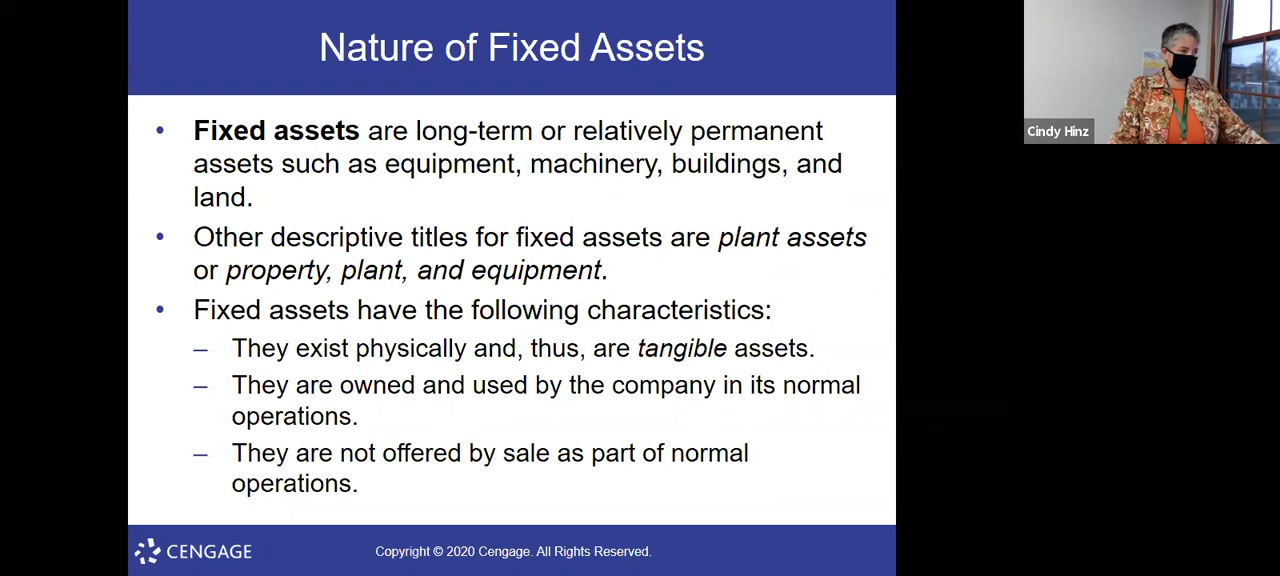 Nature of Fixed Assets
Cindy Hinz
• Fixed assets are long-term or relatively permanent
assets such as equipment, machinery, buildings, and
land.
• Other descriptive titles for fixed assets are plant assets
or property, plant, and equipment.
• Fixed assets have the following characteristics:
– They exist physically and, thus, are tangible assets.
– They are owned and used by the company in its normal
operations.
– They are not offered by sale as part of normal
operations.
CENGAGE
Copyright © 2020 Cengage. All Rights Reserved.